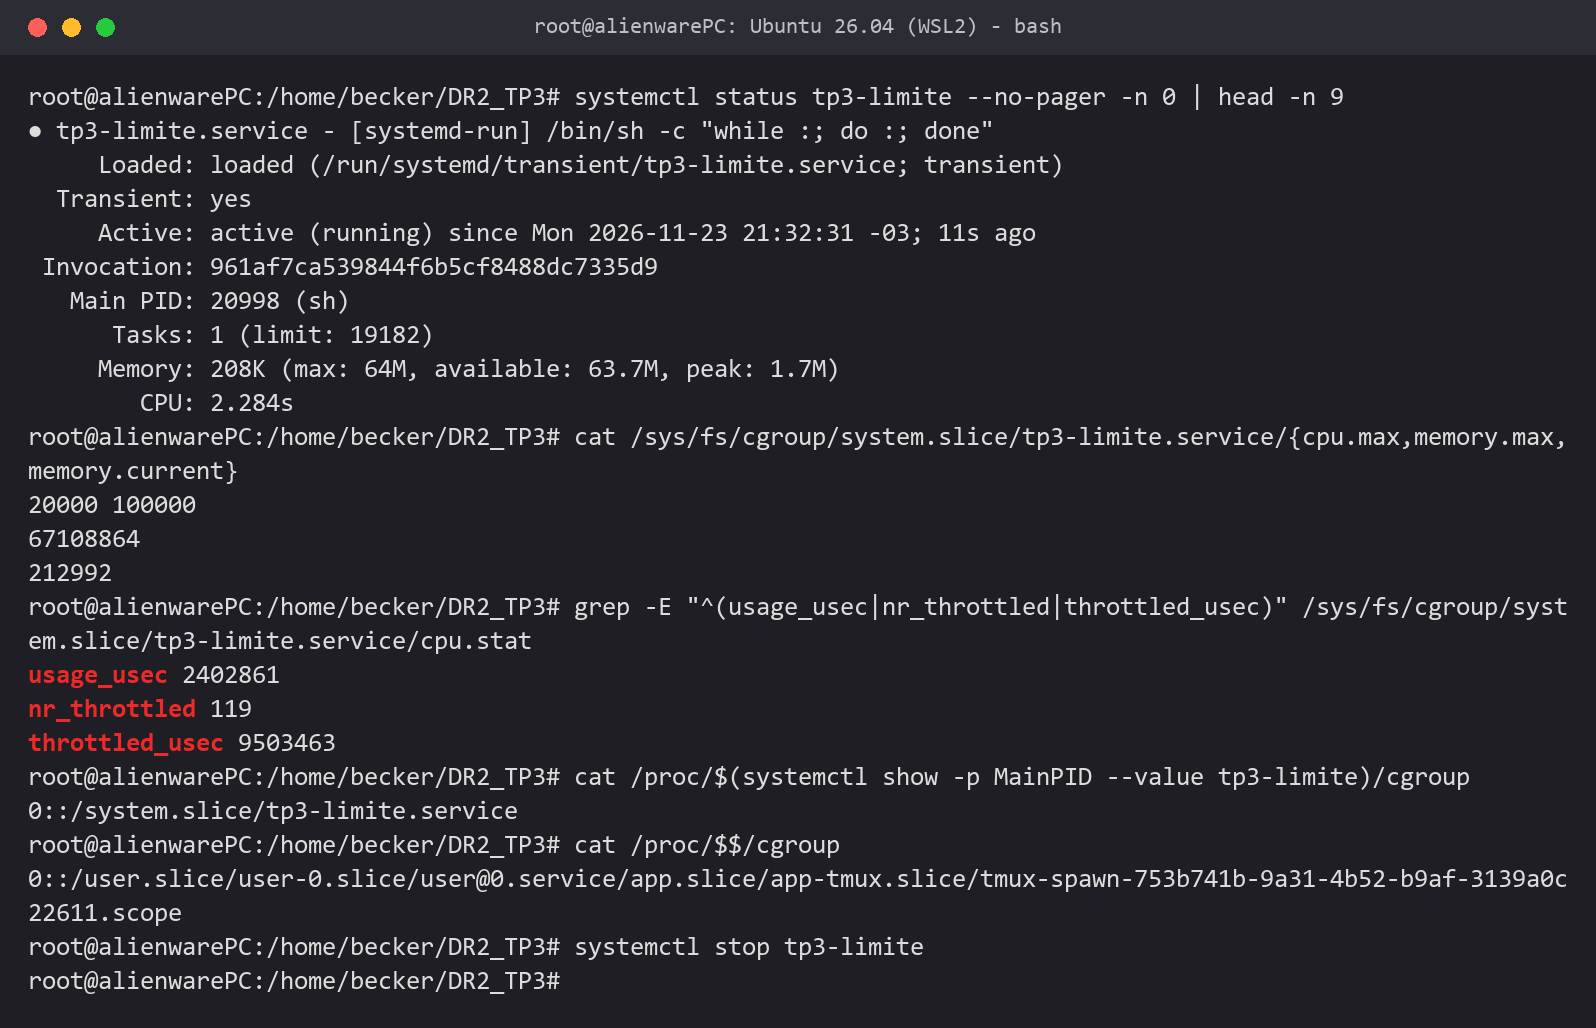 root@alienwarePC: Ubuntu 26.04 (WSL2) - bash
root@alienwarePC:/home/becker/DR2_TP3# systemctl status tp3-limite --no-pager -n 0 | head -n 9
● tp3-limite.service - [systemd-run] /bin/sh -c "while :; do :; done"
     Loaded: loaded (/run/systemd/transient/tp3-limite.service; transient)
  Transient: yes
     Active: active (running) since Mon 2026-11-23 21:32:31 -03; 11s ago
 Invocation: 961af7ca539844f6b5cf8488dc7335d9
   Main PID: 20998 (sh)
      Tasks: 1 (limit: 19182)
     Memory: 208K (max: 64M, available: 63.7M, peak: 1.7M)
        CPU: 2.284s
root@alienwarePC:/home/becker/DR2_TP3# cat /sys/fs/cgroup/system.slice/tp3-limite.service/{cpu.max,memory.max,
memory.current}
20000 100000
67108864
212992
root@alienwarePC:/home/becker/DR2_TP3# grep -E "^(usage_usec|nr_throttled|throttled_usec)" /sys/fs/cgroup/syst
em.slice/tp3-limite.service/cpu.stat
usage_usec 2402861
nr_throttled 119
throttled_usec 9503463
root@alienwarePC:/home/becker/DR2_TP3# cat /proc/$(systemctl show -p MainPID --value tp3-limite)/cgroup
0::/system.slice/tp3-limite.service
root@alienwarePC:/home/becker/DR2_TP3# cat /proc/$$/cgroup
0::/user.slice/user-0.slice/user@0.service/app.slice/app-tmux.slice/tmux-spawn-753b741b-9a31-4b52-b9af-3139a0c
22611.scope
root@alienwarePC:/home/becker/DR2_TP3# systemctl stop tp3-limite
root@alienwarePC:/home/becker/DR2_TP3#